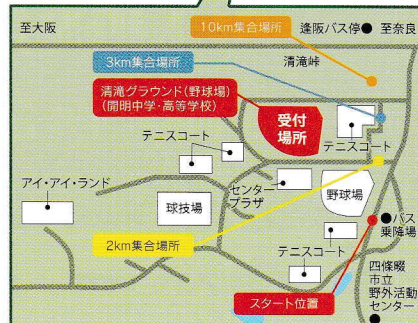 至大阪
10km集合場所
逢阪バス停
至奈良
3km集合場所
清滝峠
清滝グラウンド(野球場)
(開明中学・高等学校)
受付
場所
テニスコート
テニスコート
アイ・アイ・ランド
球技場
センター
プラザ
野球場
バス
乗降場
2km集合場所
テニスコート
スタート位置
四條畷
市立
野外活動
センター